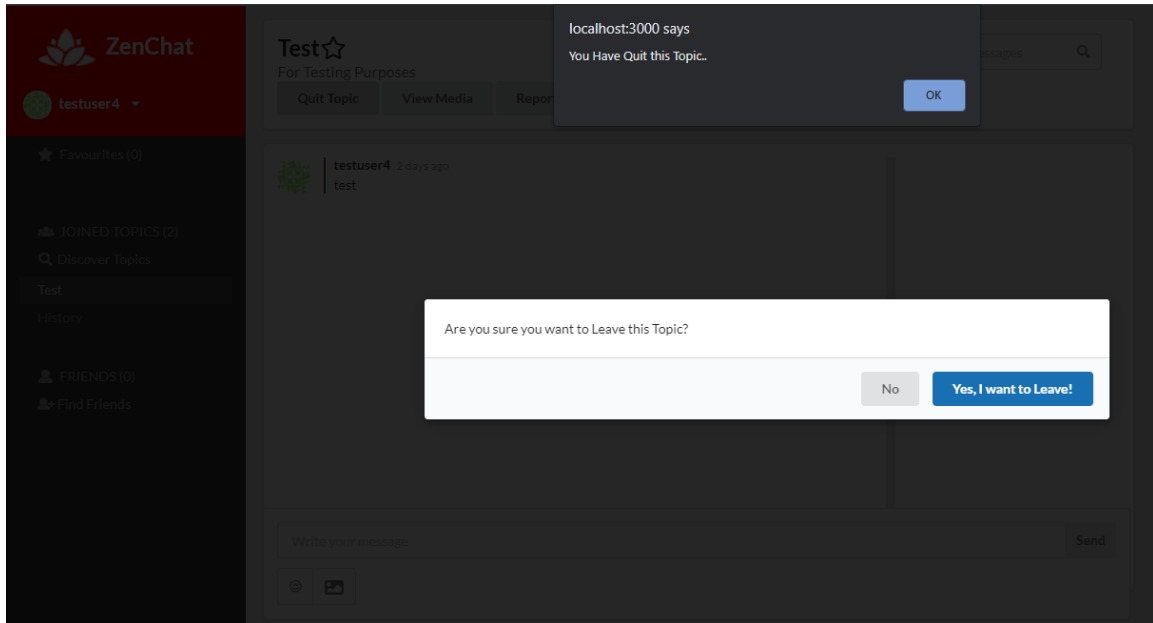 ZenChat
testuser4
Favourites (0)
JOINED TOPICS (2)
Discover Topics
Test
History
FRIENDS (0)
Find Friends
Test
For Testing Purposes
Quit Topic View Media Repor
localhost:3000 says
You Have Quit this Topic..
OK
testuser4 2 days ago
test
Are you sure you want to Leave this Topic?
No Yes, I want to Leave!
Write your message
Send
@